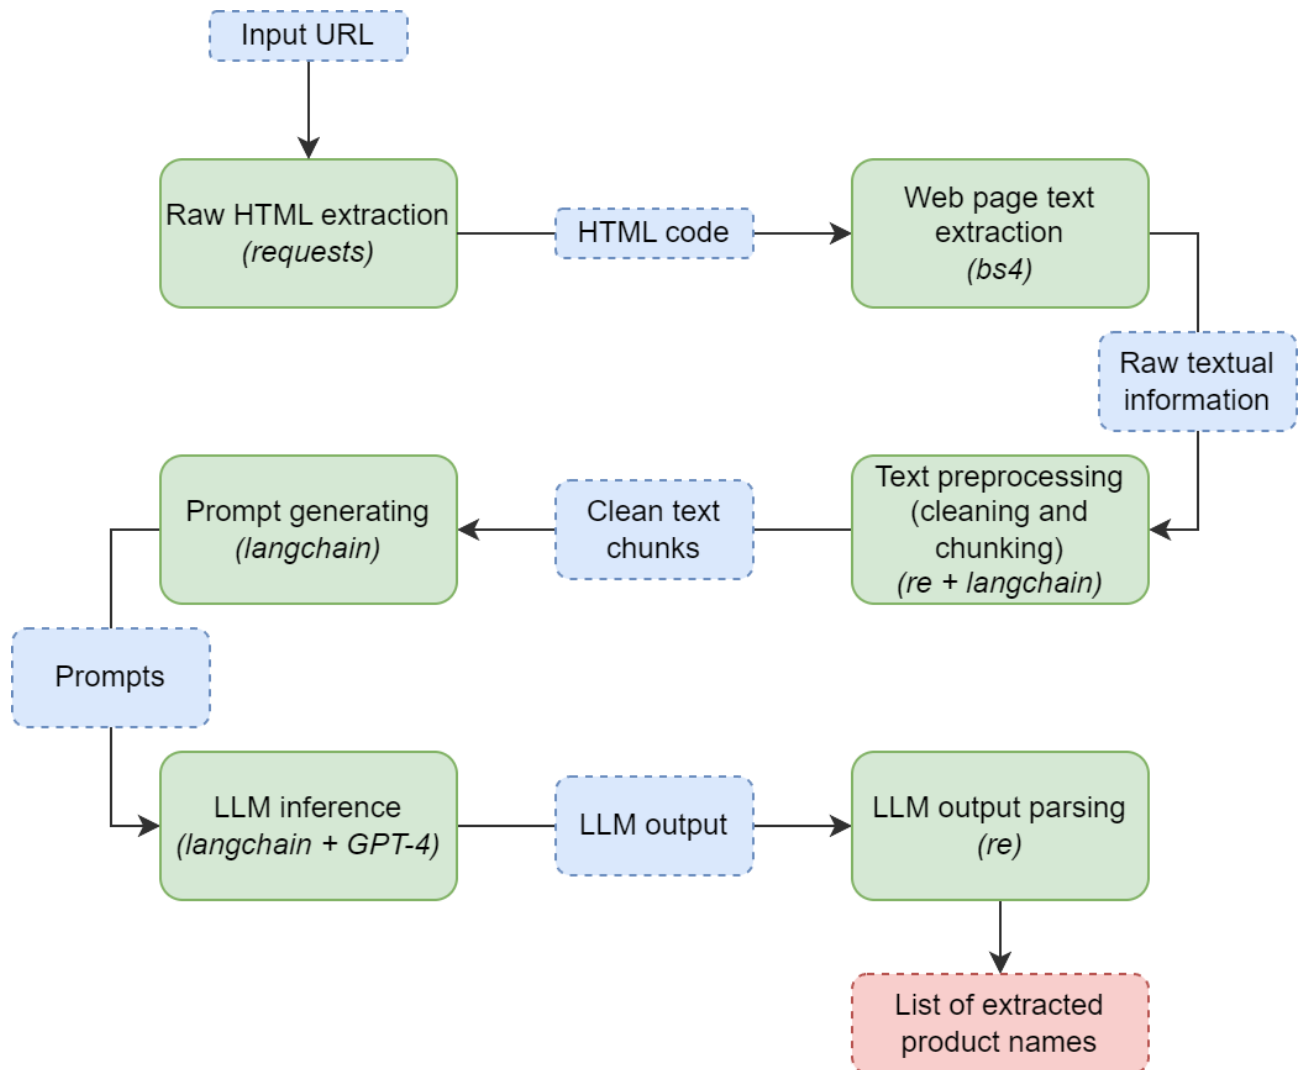 Input URL
Raw HTML extraction
(requests)
HTML code
Web page text
extraction
(bs4)
Raw textual
information
Text preprocessing
(cleaning and
chunking)
(re + langchain)
Clean text
chunks
Prompt generating
(langchain)
Prompts
LLM inference
(langchain + GPT-4)
LLM output
LLM output parsing
(re)
List of extracted
product names